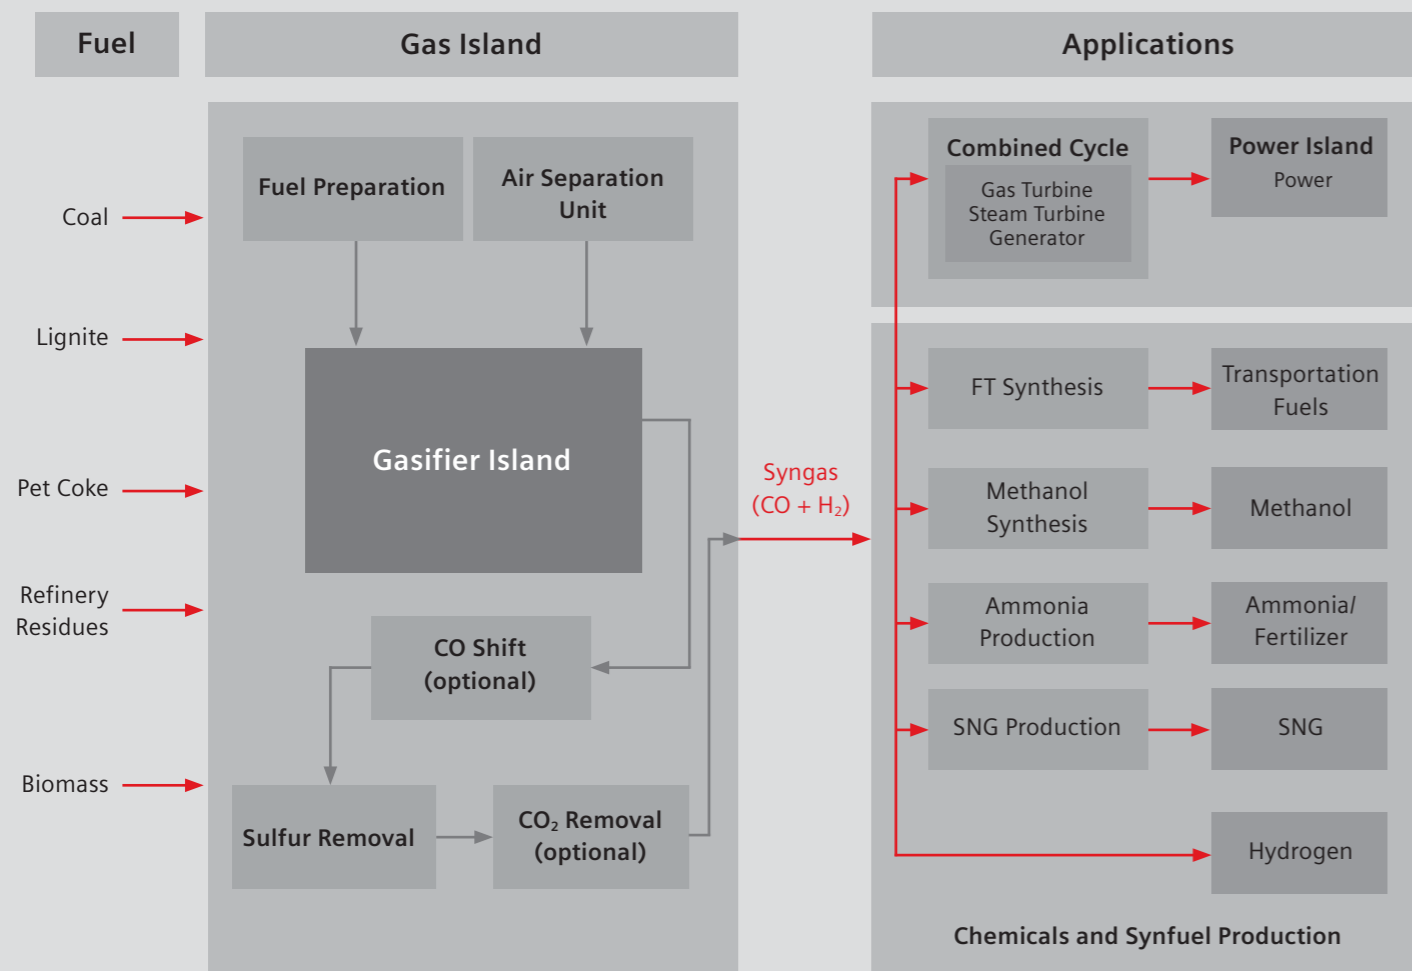 Fuel
Gas Island
Applications
Coal
Lignite
Pet Coke
Refinery
Residues
Biomass
Fuel Preparation
Air Separation
Unit
Gasifier Island
CO Shift
(optional)
Sulfur Removal
CO₂ Removal
(optional)
Syngas
(CO + H₂)
Combined Cycle
Gas Turbine
Steam Turbine
Generator
Power Island
Power
FT Synthesis
Transportation
Fuels
Methanol
Synthesis
Methanol
Ammonia
Production
Ammonia/
Fertilizer
SNG Production
SNG
Hydrogen
Chemicals and Synfuel Production